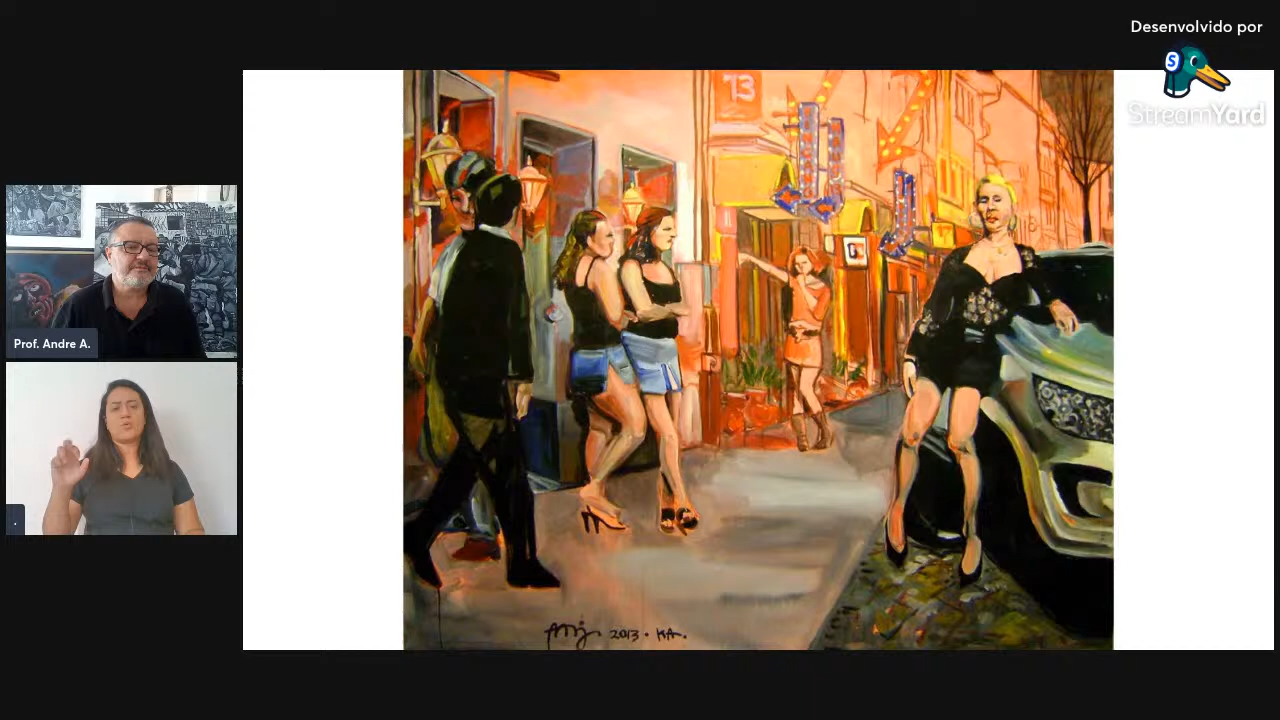 Desenvolvido por
S
StreamYard
13
Prof. Andre A.
.
2013 . KA.